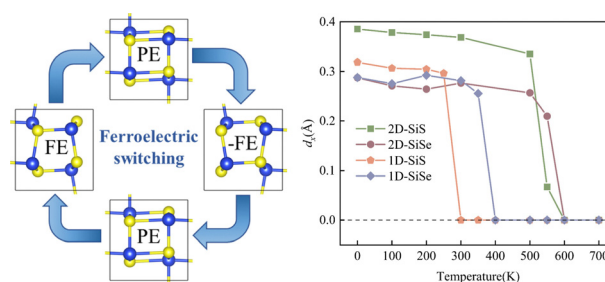 PE
FE
Ferroelectric
switching
-FE
PE
0.4
0.3
0.2
0.1
0.0
dₓ(Å)
2D-SiS
2D-SiSe
1D-SiS
1D-SiSe
0 100 200 300 400 500 600 700
Temperature(K)